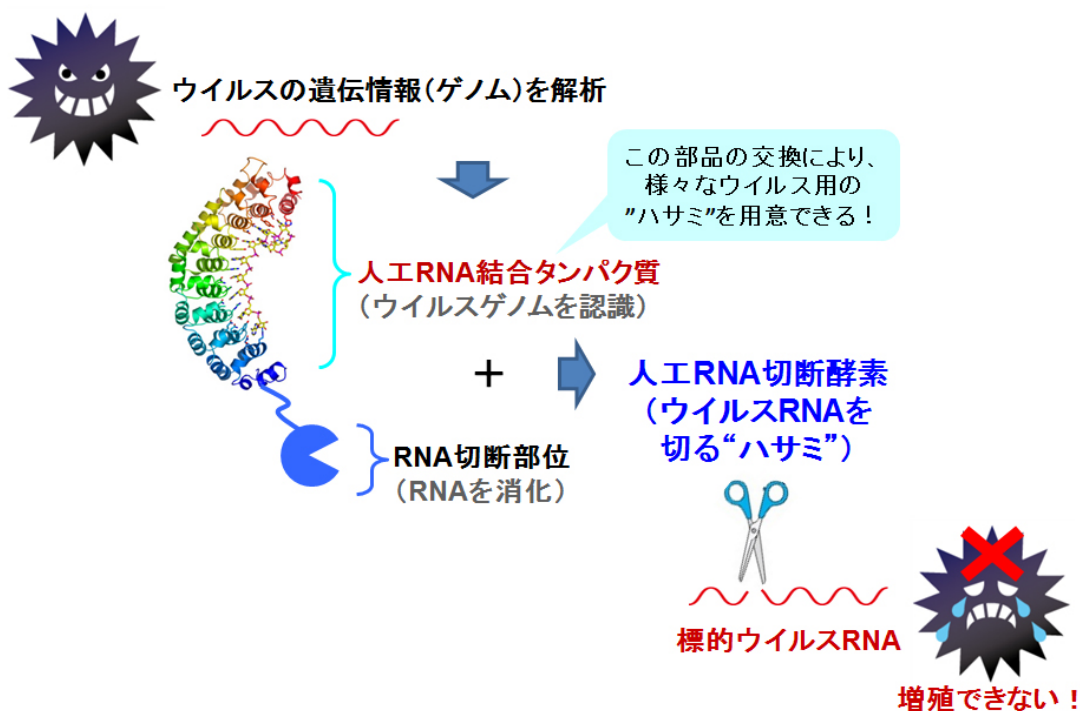 ウイルスの遺伝情報(ゲノム)を解析
この部品の交換により、
様々なウイルス用の
"ハサミ"を用意できる!
人工RNA結合タンパク質
(ウイルスゲノムを認識)
+
人工RNA切断酵素
(ウイルスRNAを
切る“ハサミ”)
RNA切断部位
(RNAを消化)
標的ウイルスRNA
増殖できない!